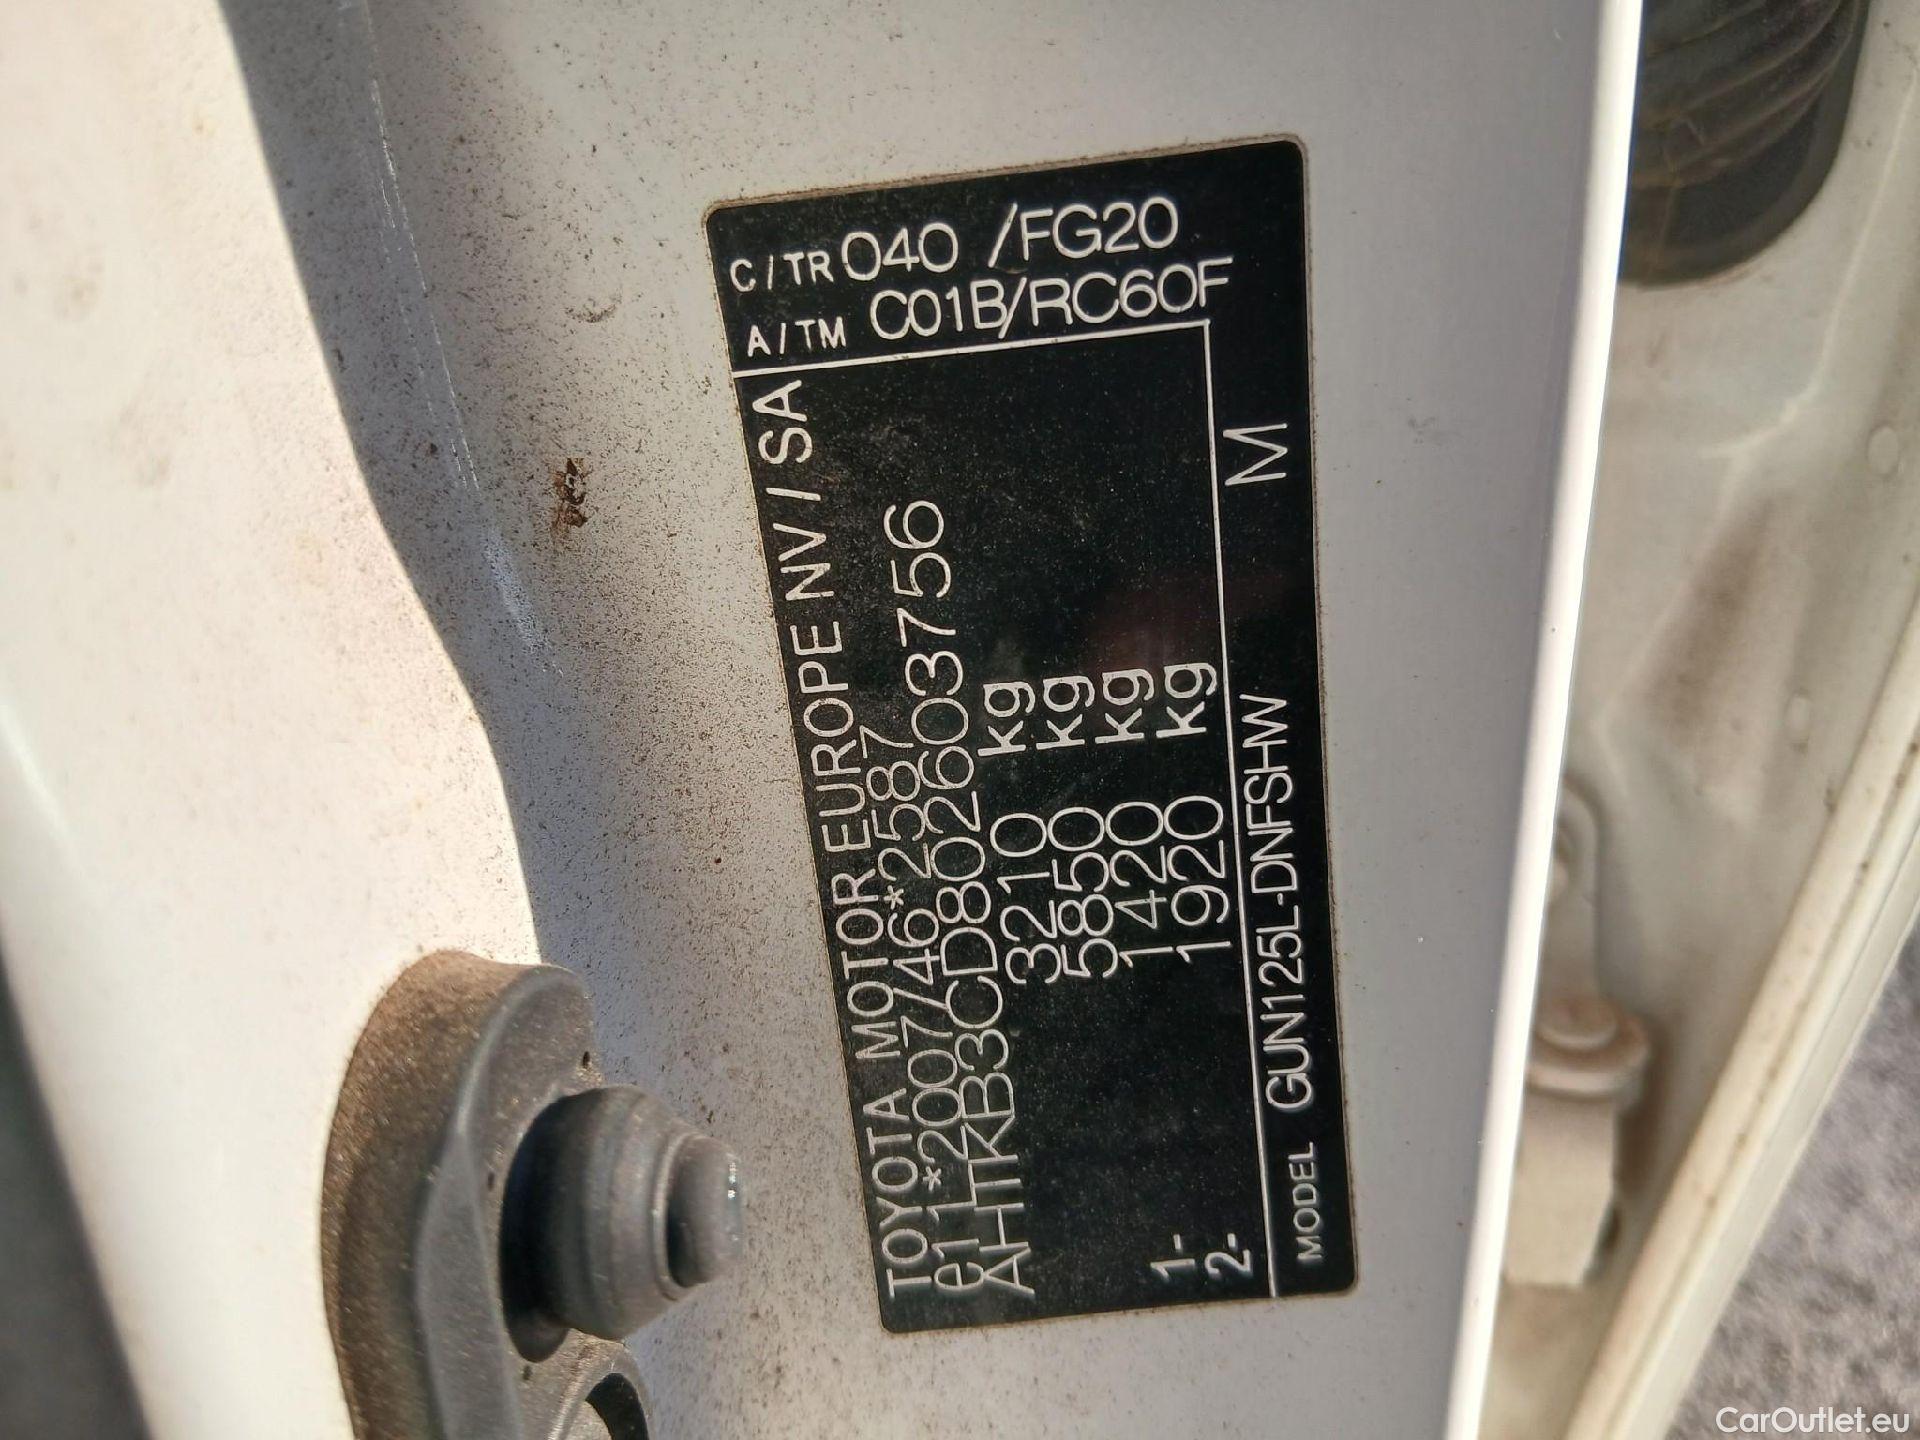 C/TR 040 /FG20
A/TM C01B/RC60F
TOYOTA MOTOR EUROPE NV/SA
e11*2007/46*2587
AHTKB3CD802603756
3210 kg
5850 kg
1- 1420 kg
2- 1920 kg
MODEL GUN125L-DNFSHW M
CarOutlet.eu